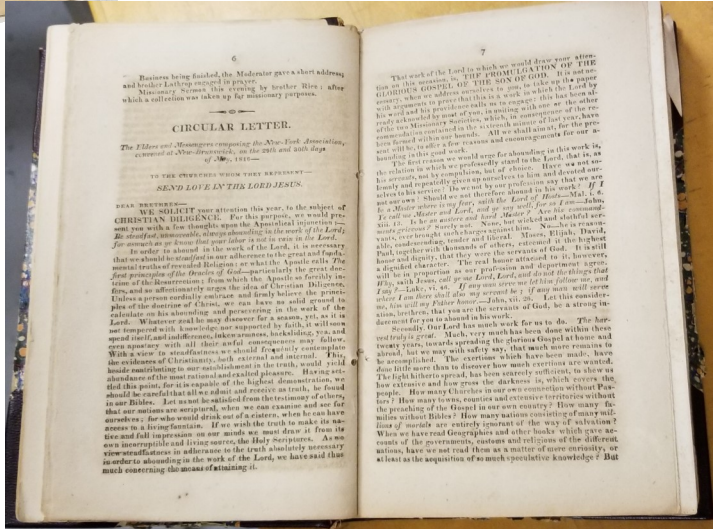 6
Business being finished, the Moderator gave a short address;
and brother Lathrop engaged in prayer.
Missionary Sermon this evening by brother Rice; after
which a collection was taken up for missionary purposes.
CIRCULAR LETTER.
The Elders and Messengers composing the New-York Association,
convened at New-Brunswick, on the 29th and 30th days
of May, 1816—
TO THE CHURCHES WHOM THEY REPRESENT—
SEND LOVE IN THE LORD JESUS.
DEAR BRETHREN—
WE SOLICIT your attention this year, to the subject of
CHRISTIAN DILIGENCE. For this purpose, we would pre-
sent you with a few thoughts upon the Apostolical injunction:—
Be steadfast, unmoveable, always abounding in the work of the Lord;
for asmuch as ye know that your labor is not in vain in the Lord.
In order to abound in the work of the Lord, it is necessary
that we should be steadfast in our adherence to the great and funda-
mental truths of revealed Religion: or what the Apostle calls The
first principles of the Oracles of God—particularly the great doc-
trine of the Resurrection; from which the Apostle so forcibly in-
fers, and so affectionately urges the idea of Christian Diligence.
Unless a person cordially embrace and firmly believe the princi-
ples of the doctrine of Christ, we can have no solid ground to
calculate on his abounding and persevering in the work of the
Lord. Whatever zeal he may discover for a season, yet, as it is
not tempered with knowledge nor supported by faith, it will soon
spend itself, and indifference, lukewarmness, backsliding, yea, and
even apostacy with all their awful consequences may follow.
With a view to steadfastness we should frequently contemplate
the evidences of Christianity, both external and internal. This,
beside contributing to our establishment in the truth, would yield
abundance of the most rational and exalted pleasure. Having set-
tled this point, for it is capable of the highest demonstration, we
should be careful that all we admit and receive as truth, be found
in our Bibles. Let us not be satisfied from the testimony of others,
that our notions are scriptural, when we can examine and see for
ourselves; for who would drink out of a cistern, when he can have
access to a living fountain. If we wish the truth to make its na-
tive and full impression on our minds we must draw it from its
own incorruptible and living source, the Holy Scriptures. As we
view steadfastness in adherence to the truth absolutely necessary
in order to abounding in the work of the Lord, we have said thus
much concerning the means of attaining it.
7
That work of the Lord to which we would draw your atten-
tion on this occasion, is, THE PROMULGATION OF THE
GLORIOUS GOSPEL OF THE SON OF GOD. It is not ne-
cessary, when we address ourselves to you, to take up the paper
with arguments to prove that this is a work in which the Lord by
his word and his providence calls us to engage: this has been al-
ready acknowledged by most of you, in uniting with one or the other
of the two Missionary Societies, which, in consequence of the re-
commendation contained in the sixteenth minute of last year, have
been formed within our bounds. All we shall aim at, for the pre-
sent will be, to offer a few reasons and encouragements for our a-
bounding in this good work.
The first reason we would urge for abounding in this work is,
the relation in which we professedly stand to the Lord, that is, as
his servants, not by compulsion, but of choice. Have we not so-
lemnly and repeatedly given up ourselves to him and devoted our-
selves to his service? Do we not by our profession say that we are
not our own? Should we not therefore abound in his work? If I
be a Master where is my fear, saith the Lord of Hosts—Mal. i. 6.
Ye call me Master and Lord, and ye say well, for so I am—John,
xiii. 13. Is he an austere and hard Master? Are his command-
ments grievous? Surely not. None, but wicked and slothful ser-
vants, ever brought such charges against him. No—he is reason-
able, condescending, tender and liberal. Moses, Elijah, David,
Paul, together with thousands of others, esteemed it the highest
honor and dignity, that they were the servants of God. It is still
a dignified character. The real honor attached to it, however,
will be in proportion as our profession and deportment agree.
Why, saith Jesus, call ye me Lord, Lord, and do not the things that
I say?—Luke, vi. 46. If any man serve me let him follow me, and
where I am there shall also my servant be; if any man will serve
me, him will my Father honor.—John, xii. 26. Let this consider-
ation, brethren, that you are the servants of God, be a strong in-
ducement for you to abound in his work.
Secondly. Our Lord has much work for us to do. The har-
vest truly is great. Much, very much has been done within these
twenty years, towards spreading the glorious Gospel at home and
abroad, but we may with safety say, that much more remains to
be accomplished. The exertions which have been made, have
done little more than to discover how much exertions are wanted.
The light hitherto spread, has been scarcely sufficient, to shew us
how extensive and how gross the darkness is, which covers the
people. How many Churches in our own connection without Pas-
tors? How many towns, counties and extensive territories without
the preaching of the Gospel in our own country? How many fa-
milies without Bibles? How many nations consisting of many mil-
lions of mortals are entirely ignorant of the way of salvation?
When we have read Geographies and other books which gave ac-
counts of the governments, customs and religions of the different
nations, have we not read them as a matter of mere curiosity, or
at least as the acquisition of so much speculative knowledge? But